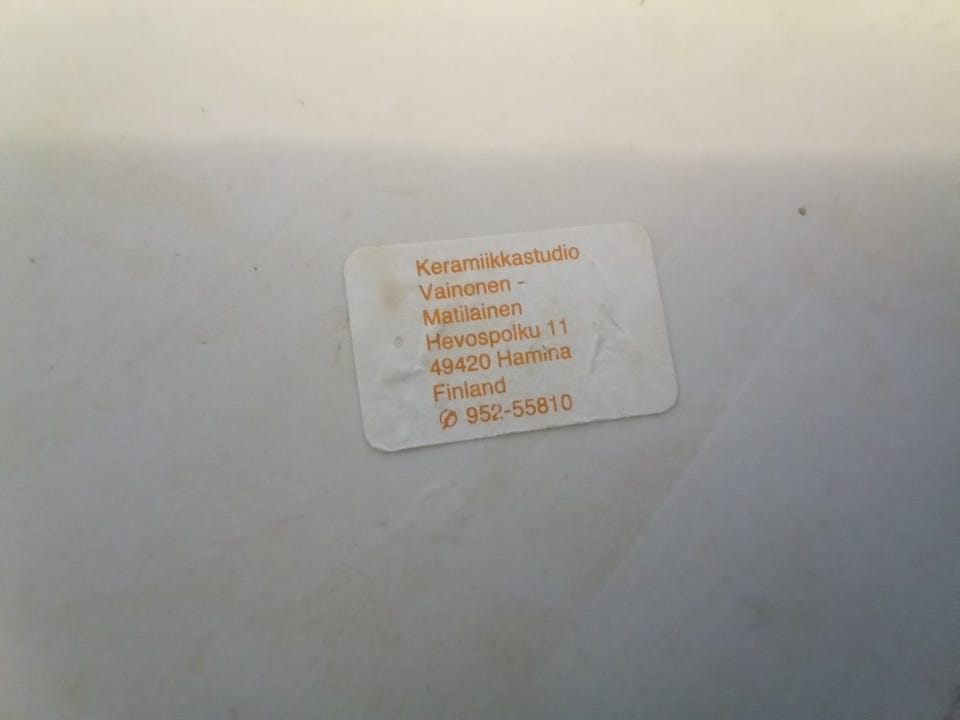 Keramiikkastudio
Vainonen -
Matilainen
Hevospolku 11
49420 Hamina
Finland
✆ 952-55810